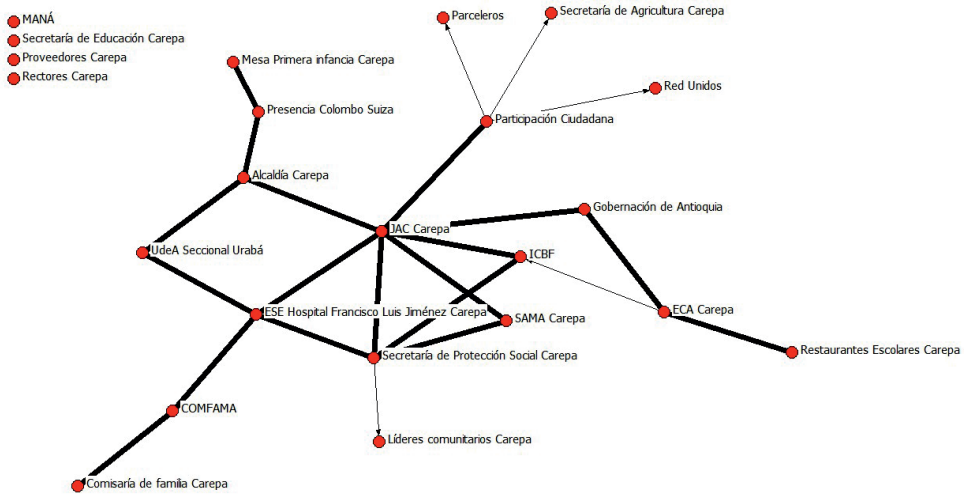 MANÁ
Secretaría de Educación Carepa
Proveedores Carepa
Rectores Carepa
Parceleros
Secretaría de Agricultura Carepa
Mesa Primera infancia Carepa
Red Unidos
Presencia Colombo Suiza
Participación Ciudadana
Alcaldía Carepa
Gobernación de Antioquia
JAC Carepa
UdeA Seccional Urabá
ICBF
ESE Hospital Francisco Luis Jiménez Carepa
SAMA Carepa
ECA Carepa
Secretaría de Protección Social Carepa
Restaurantes Escolares Carepa
COMFAMA
Líderes comunitarios Carepa
Comisaría de familia Carepa